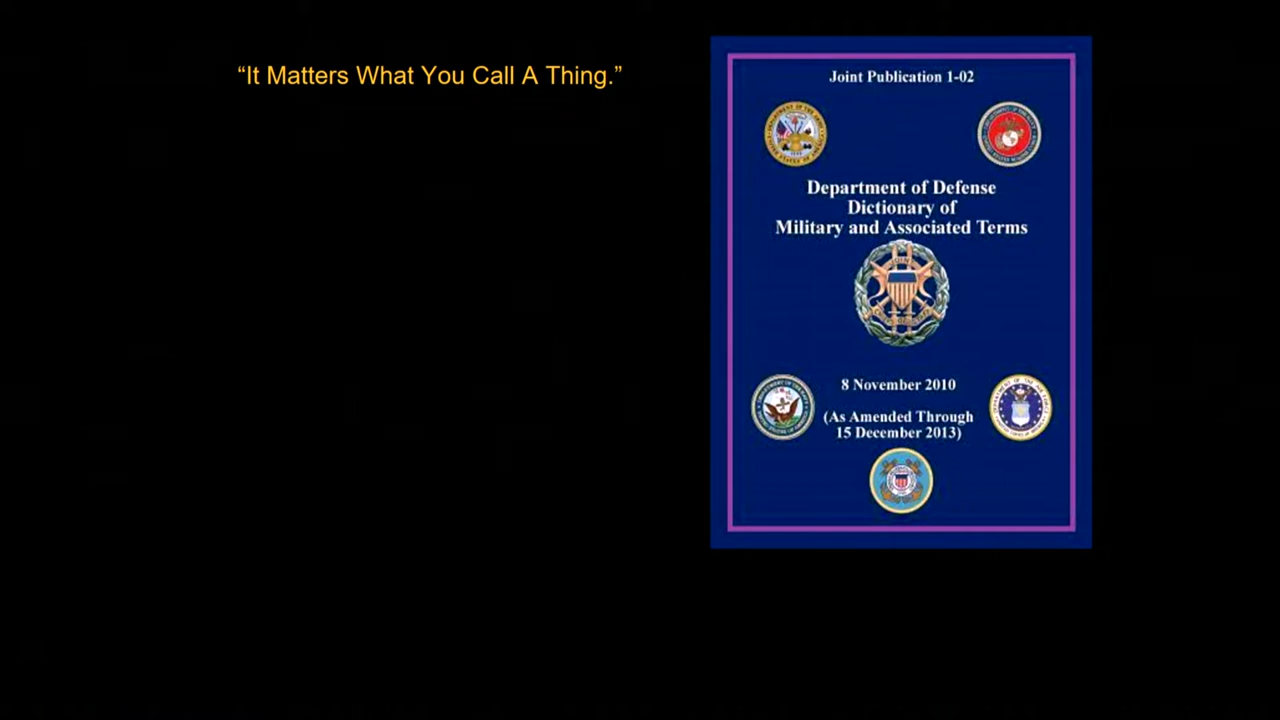 “It Matters What You Call A Thing.”
Joint Publication 1-02
Department of Defense
Dictionary of
Military and Associated Terms
8 November 2010
(As Amended Through
15 December 2013)